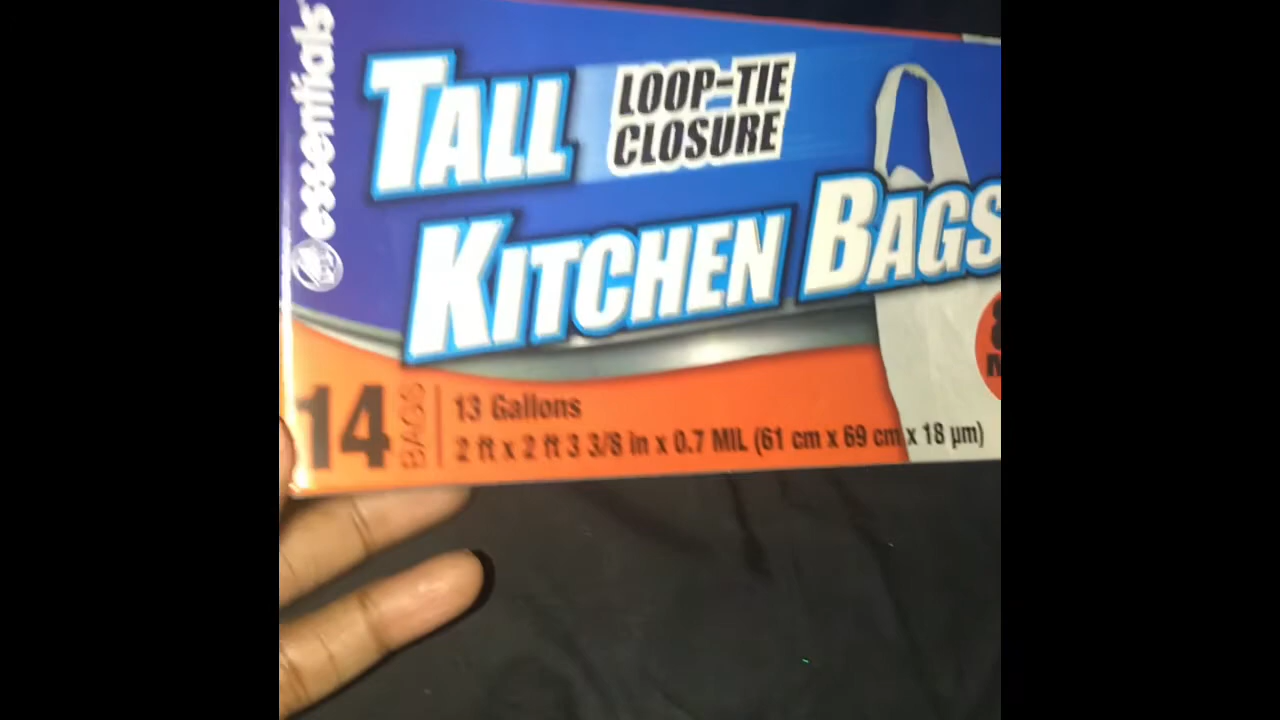 essentials
TALL
LOOP-TIE
CLOSURE
KITCHEN BAGS
14
BAGS
13 Gallons
2 ft x 2 ft 3 3/8 in x 0.7 MIL (61 cm x 69 cm x 18 µm)